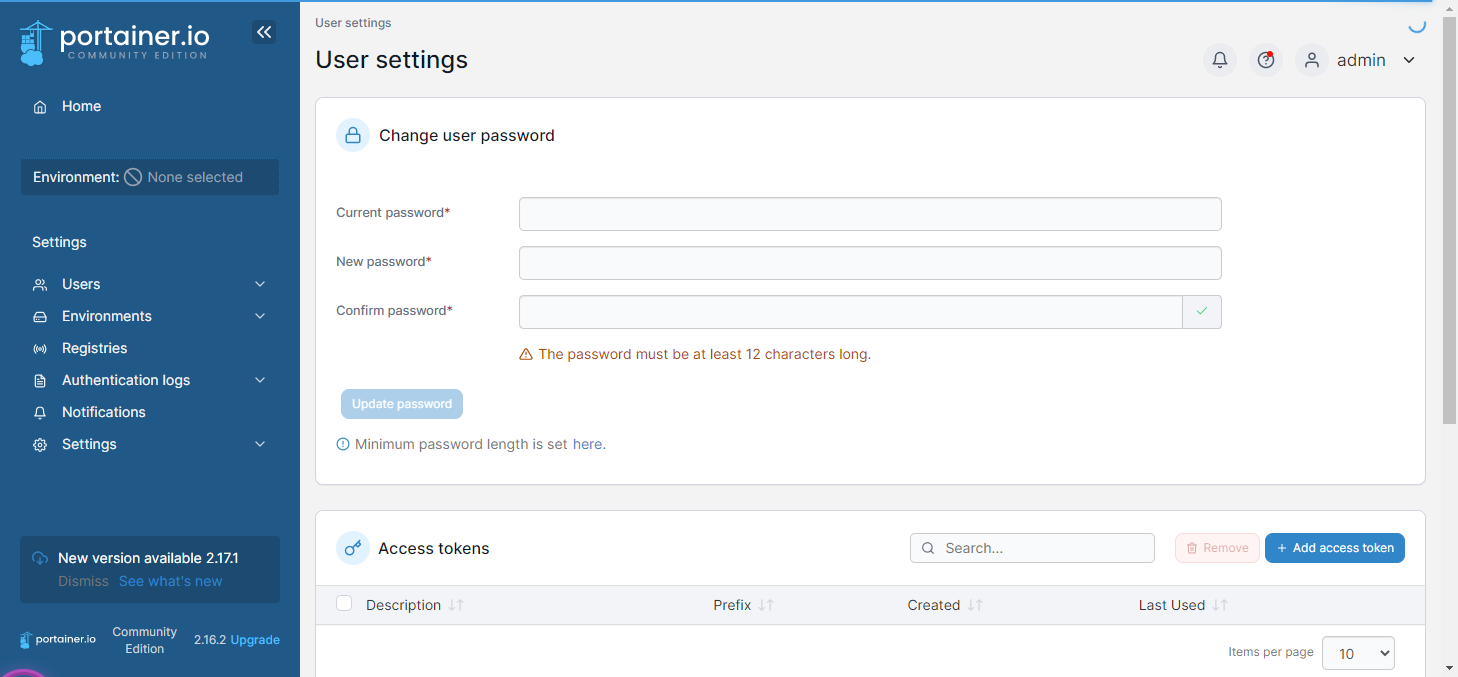 portainer.io
COMMUNITY EDITION
Home
Environment: None selected
Settings
Users
Environments
Registries
Authentication logs
Notifications
Settings
New version available 2.17.1
Dismiss See what's new
portainer.io Community Edition 2.16.2 Upgrade
User settings
User settings
admin
Change user password
Current password*
New password*
Confirm password*
The password must be at least 12 characters long.
Update password
Minimum password length is set here.
Access tokens
Search...
Remove
+ Add access token
Description
Prefix
Created
Last Used
Items per page 10